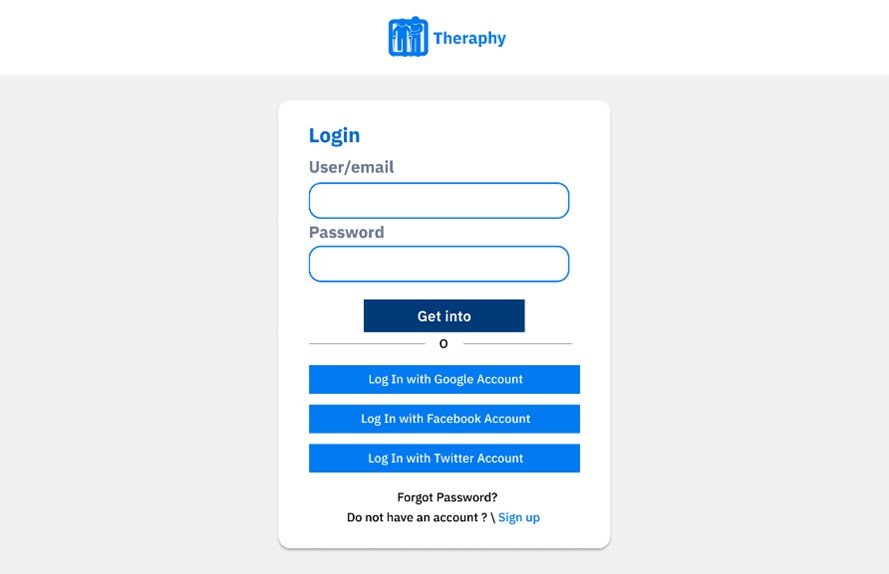 Theraphy
Login
User/email
Password
Get into
O
Log In with Google Account
Log In with Facebook Account
Log In with Twitter Account
Forgot Password?
Do not have an account ? \ Sign up